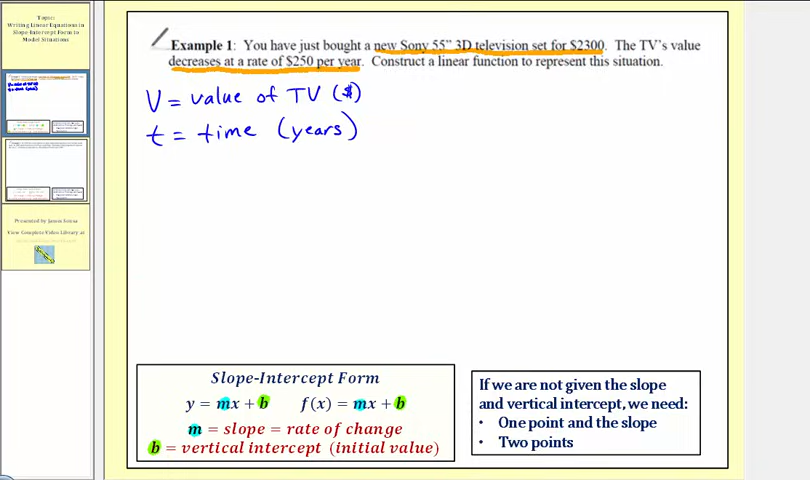 Topic:
Writing Linear Equations in
Slope-Intercept Form to
Model Situations
Presented by James Sousa
View Complete Video Library at
Example 1: You have just bought a new Sony 55" 3D television set for $2300. The TV's value
decreases at a rate of $250 per year. Construct a linear function to represent this situation.
V = value of TV ($)
t = time (years)
Slope-Intercept Form
y = mx + b f(x) = mx + b
m = slope = rate of change
b = vertical intercept (initial value)
If we are not given the slope
and vertical intercept, we need:
• One point and the slope
• Two points